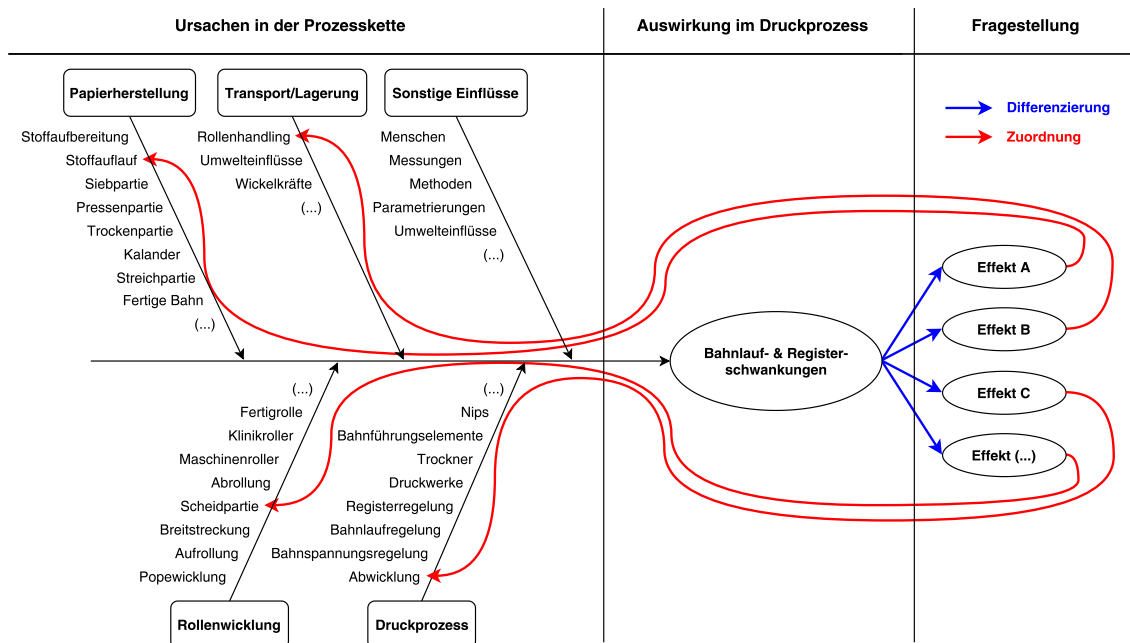 Ursachen in der Prozesskette
Auswirkung im Druckprozess
Fragestellung
Papierherstellung
Transport/Lagerung
Sonstige Einflüsse
Differenzierung
Zuordnung
Stoffaufbereitung
Stoffauflauf
Siebpartie
Pressenpartie
Trockenpartie
Kalander
Streichpartie
Fertige Bahn
(...)
Rollenhandling
Umwelteinflüsse
Wickelkräfte
(...)
Menschen
Messungen
Methoden
Parametrierungen
Umwelteinflüsse
(...)
Bahnlauf- & Register-
schwankungen
Effekt A
Effekt B
Effekt C
Effekt (...)
(...)
Fertigrolle
Klinikroller
Maschinenroller
Abrollung
Scheidpartie
Breitstreckung
Aufrollung
Popewicklung
Rollenwicklung
(...)
Nips
Bahnführungselemente
Trockner
Druckwerke
Registerregelung
Bahnlaufregelung
Bahnspannungsregelung
Abwicklung
Druckprozess